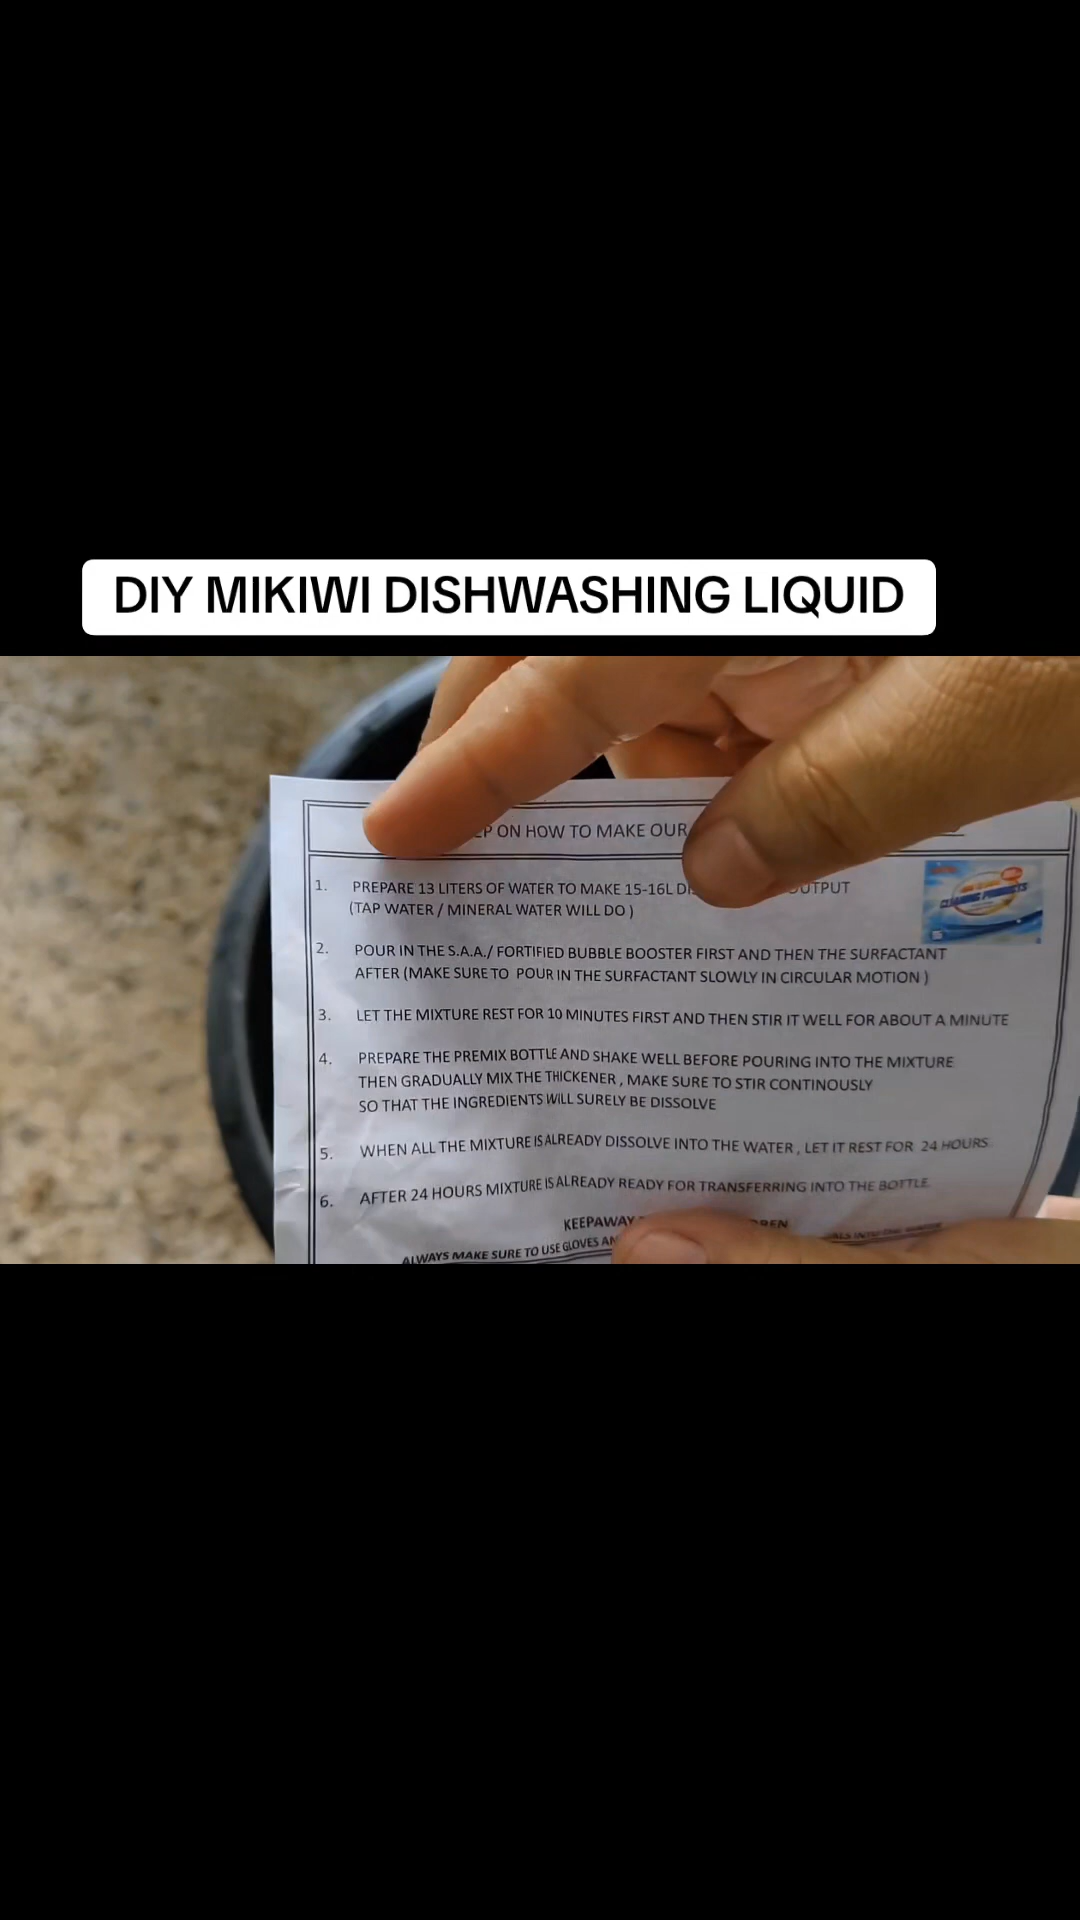 DIY MIKIWI DISHWASHING LIQUID
ON HOW TO MAKE OUR
1. PREPARE 13 LITERS OF WATER TO MAKE 15-16L
(TAP WATER / MINERAL WATER WILL DO )
2. POUR IN THE S.A.A./ FORTIFIED BUBBLE BOOSTER FIRST AND THEN THE SURFACTANT
AFTER (MAKE SURE TO POUR IN THE SURFACTANT SLOWLY IN CIRCULAR MOTION )
3. LET THE MIXTURE REST FOR 10 MINUTES FIRST AND THEN STIR IT WELL FOR ABOUT A MINUTE
4. PREPARE THE PREMIX BOTTLE AND SHAKE WELL BEFORE POURING INTO THE MIXTURE
THEN GRADUALLY MIX THE THICKENER , MAKE SURE TO STIR CONTINOUSLY
SO THAT THE INGREDIENTS WILL SURELY BE DISSOLVE
5. WHEN ALL THE MIXTURE IS ALREADY DISSOLVE INTO THE WATER , LET IT REST FOR 24 HOURS
6. AFTER 24 HOURS MIXTURE IS ALREADY READY FOR TRANSFERRING INTO THE BOTTLE.
KEEPAWAY
ALWAYS MAKE SURE TO USE GLOVES